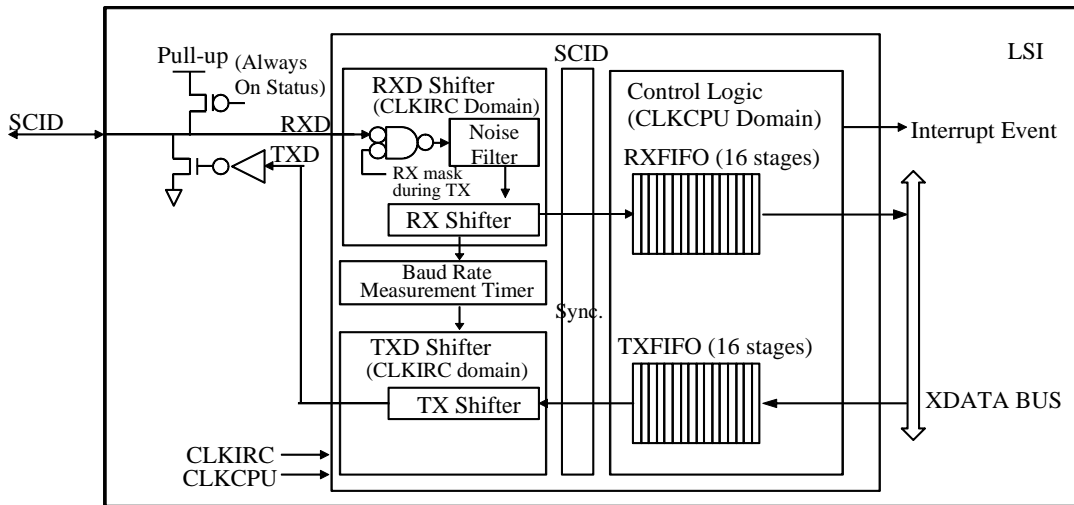 LSI
Pull-up
(Always
On Status)
SCID
RXD
TXD
SCID
RXD Shifter
(CLKIRC Domain)
Noise
Filter
RX mask
during TX
RX Shifter
Baud Rate
Measurement Timer
TXD Shifter
(CLKIRC domain)
TX Shifter
CLKIRC
CLKCPU
Sync.
Control Logic
(CLKCPU Domain)
RXFIFO (16 stages)
TXFIFO (16 stages)
Interrupt Event
XDATA BUS